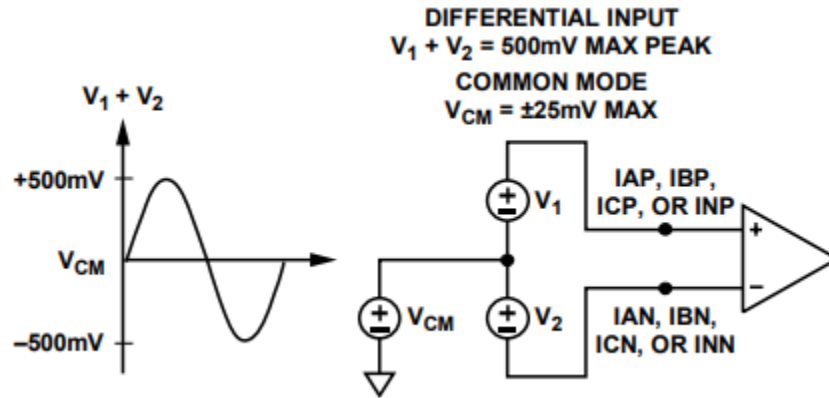 DIFFERENTIAL INPUT
V1 + V2 = 500mV MAX PEAK
COMMON MODE
VCM = ±25mV MAX
V1 + V2
+500mV
VCM
–500mV
V1
VCM
V2
IAP, IBP,
ICP, OR INP
+
−
IAN, IBN,
ICN, OR INN